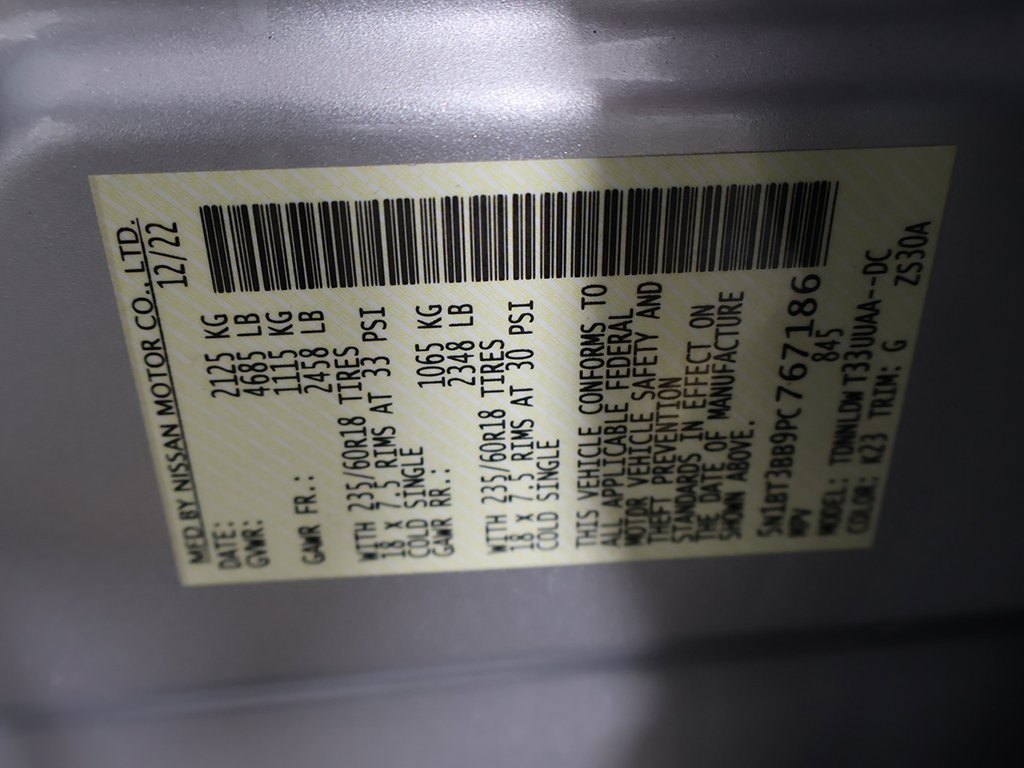 MFD BY NISSAN MOTOR CO., LTD.
DATE: 12/22
GVWR: 2125 KG
4685 LB
GAWR FR.: 1115 KG
2458 LB
WITH 235/60R18 TIRES
18 X 7.5 RIMS AT 33 PSI
COLD SINGLE
GAWR RR.: 1065 KG
2348 LB
WITH 235/60R18 TIRES
18 X 7.5 RIMS AT 30 PSI
COLD SINGLE
THIS VEHICLE CONFORMS TO
ALL APPLICABLE FEDERAL
MOTOR VEHICLE SAFETY AND
THEFT PREVENTION
STANDARDS IN EFFECT ON
THE DATE OF MANUFACTURE
SHOWN ABOVE.
5N1BT3BB9PC767186
MPV 845
MODEL: TDNNLDW T33UUAA--DC
COLOR: K23 TRIM: G ZS30A